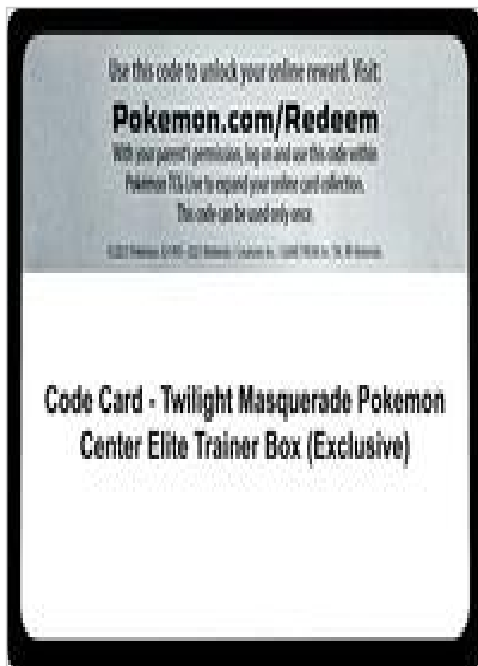 Use this code to unlock your online reward. Visit:
Pokemon.com/Redeem
With your parent's permission, log on and use this code within
Pokémon TCG Live to expand your online card collection.
This code can be used only once.
Code Card - Twilight Masquerade Pokemon
Center Elite Trainer Box (Exclusive)